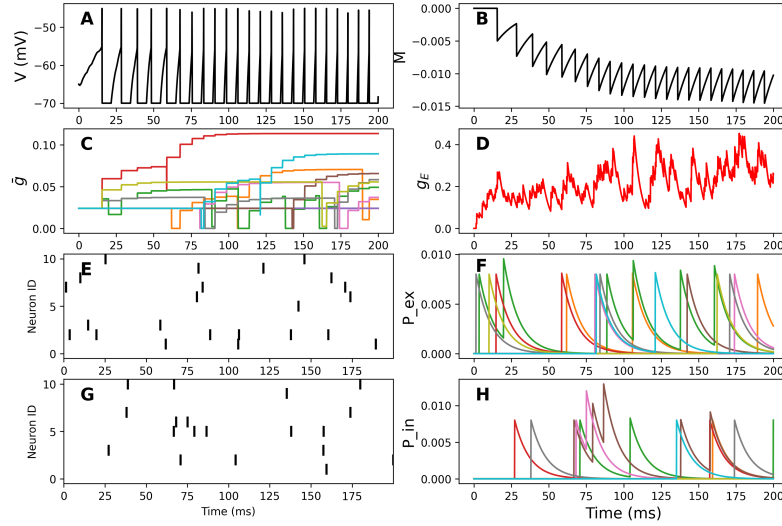 A
V (mV)
−50
−60
−70
0 25 50 75 100 125 150 175 200
B
M
0.000
−0.005
−0.010
−0.015
0 25 50 75 100 125 150 175 200
C
ḡ
0.10
0.05
0.00
0 25 50 75 100 125 150 175 200
D
g_E
0.4
0.2
0.0
0 25 50 75 100 125 150 175 200
E
Neuron ID
10
5
0
0 25 50 75 100 125 150 175
F
P_ex
0.010
0.005
0.000
0 25 50 75 100 125 150 175 200
G
Neuron ID
10
5
0
0 25 50 75 100 125 150 175
Time (ms)
H
P_in
0.010
0.005
0.000
0 25 50 75 100 125 150 175 200
Time (ms)